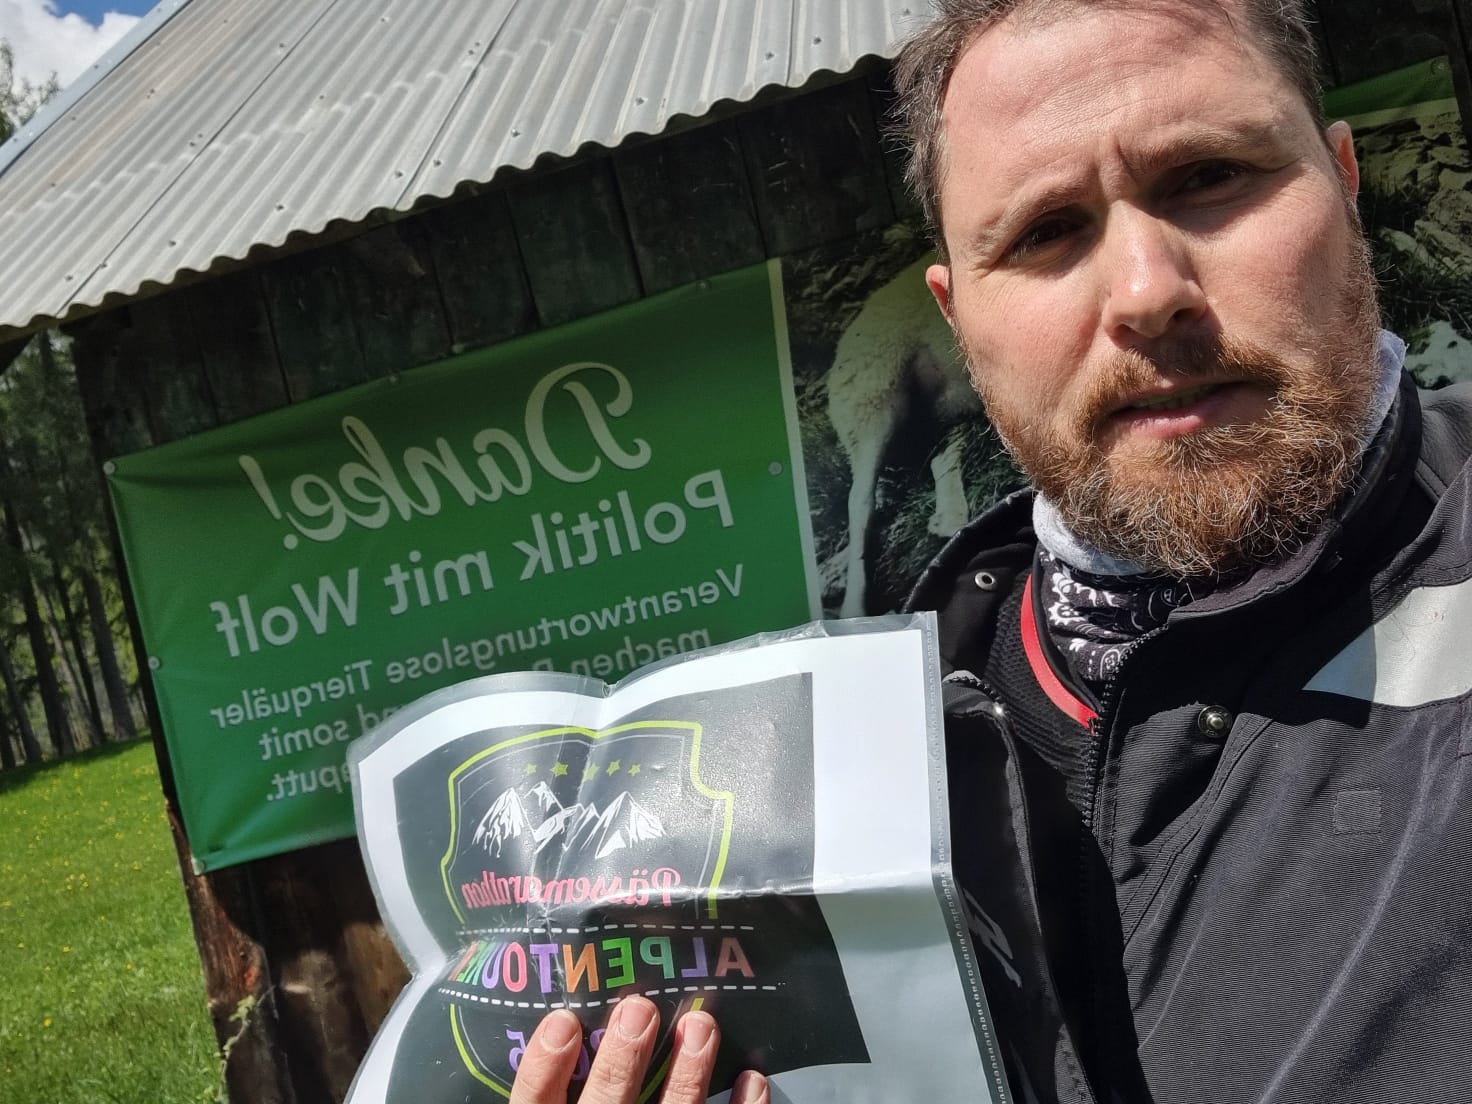 Danke!
Politik mit Wolf
Verantwortungslose Tierquäler
machen
somit
Pässemarathon
ALPENTOUR